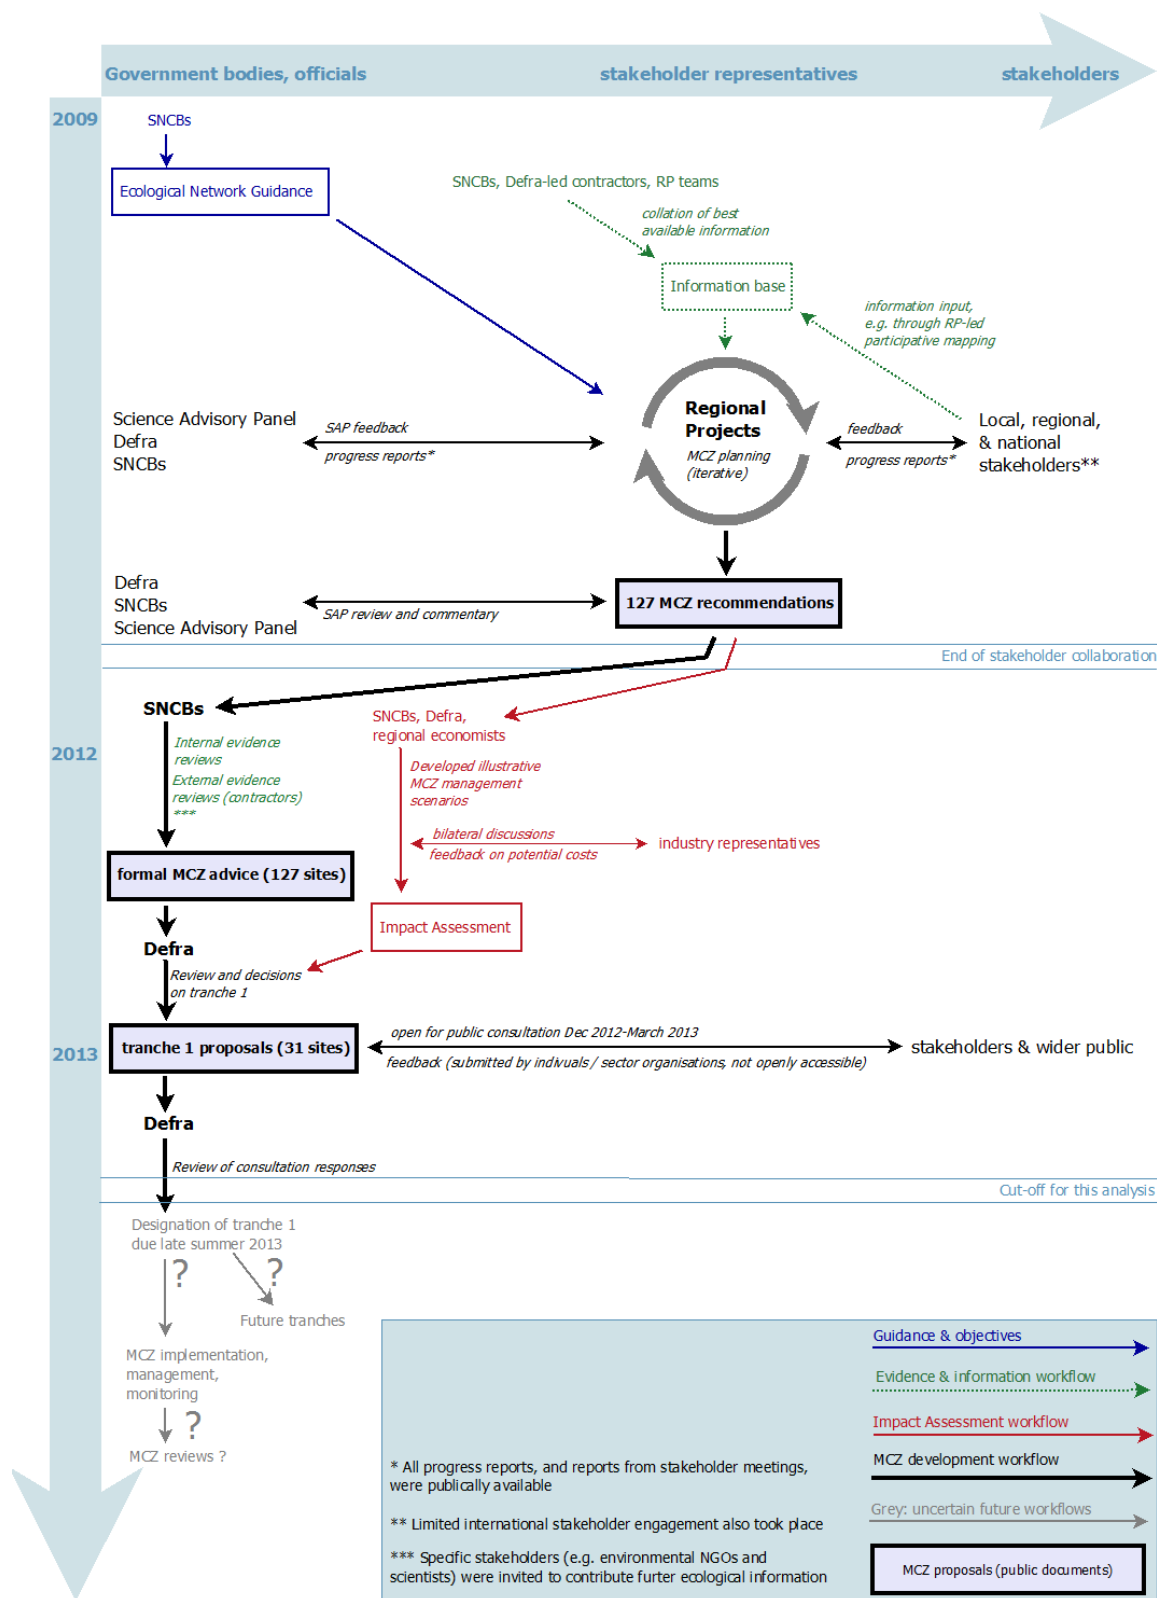 Government bodies, officials
stakeholder representatives
stakeholders
2009
SNCBs
Ecological Network Guidance
SNCBs, Defra-led contractors, RP teams
collation of best
available information
Information base
information input,
e.g. through RP-led
participative mapping
Regional
Projects
MCZ planning
(iterative)
Science Advisory Panel
Defra
SNCBs
SAP feedback
progress reports*
feedback
progress reports*
Local, regional,
& national
stakeholders**
Defra
SNCBs
Science Advisory Panel
SAP review and commentary
127 MCZ recommendations
End of stakeholder collaboration
SNCBs
SNCBs, Defra,
regional economists
2012
Internal evidence
reviews
External evidence
reviews (contractors)
***
Developed illustrative
MCZ management
scenarios
bilateral discussions
feedback on potential costs
industry representatives
formal MCZ advice (127 sites)
Impact Assessment
Defra
Review and decisions
on tranche 1
2013
tranche 1 proposals (31 sites)
open for public consultation Dec 2012-March 2013
feedback (submitted by indivuals / sector organisations, not openly accessible)
stakeholders & wider public
Defra
Review of consultation responses
Cut-off for this analysis
Designation of tranche 1
due late summer 2013
?
?
Future tranches
MCZ implementation,
management,
monitoring
?
MCZ reviews ?
Guidance & objectives
Evidence & information workflow
Impact Assessment workflow
MCZ development workflow
Grey: uncertain future workflows
MCZ proposals (public documents)
* All progress reports, and reports from stakeholder meetings,
were publically available
** Limited international stakeholder engagement also took place
*** Specific stakeholders (e.g. environmental NGOs and
scientists) were invited to contribute furter ecological information